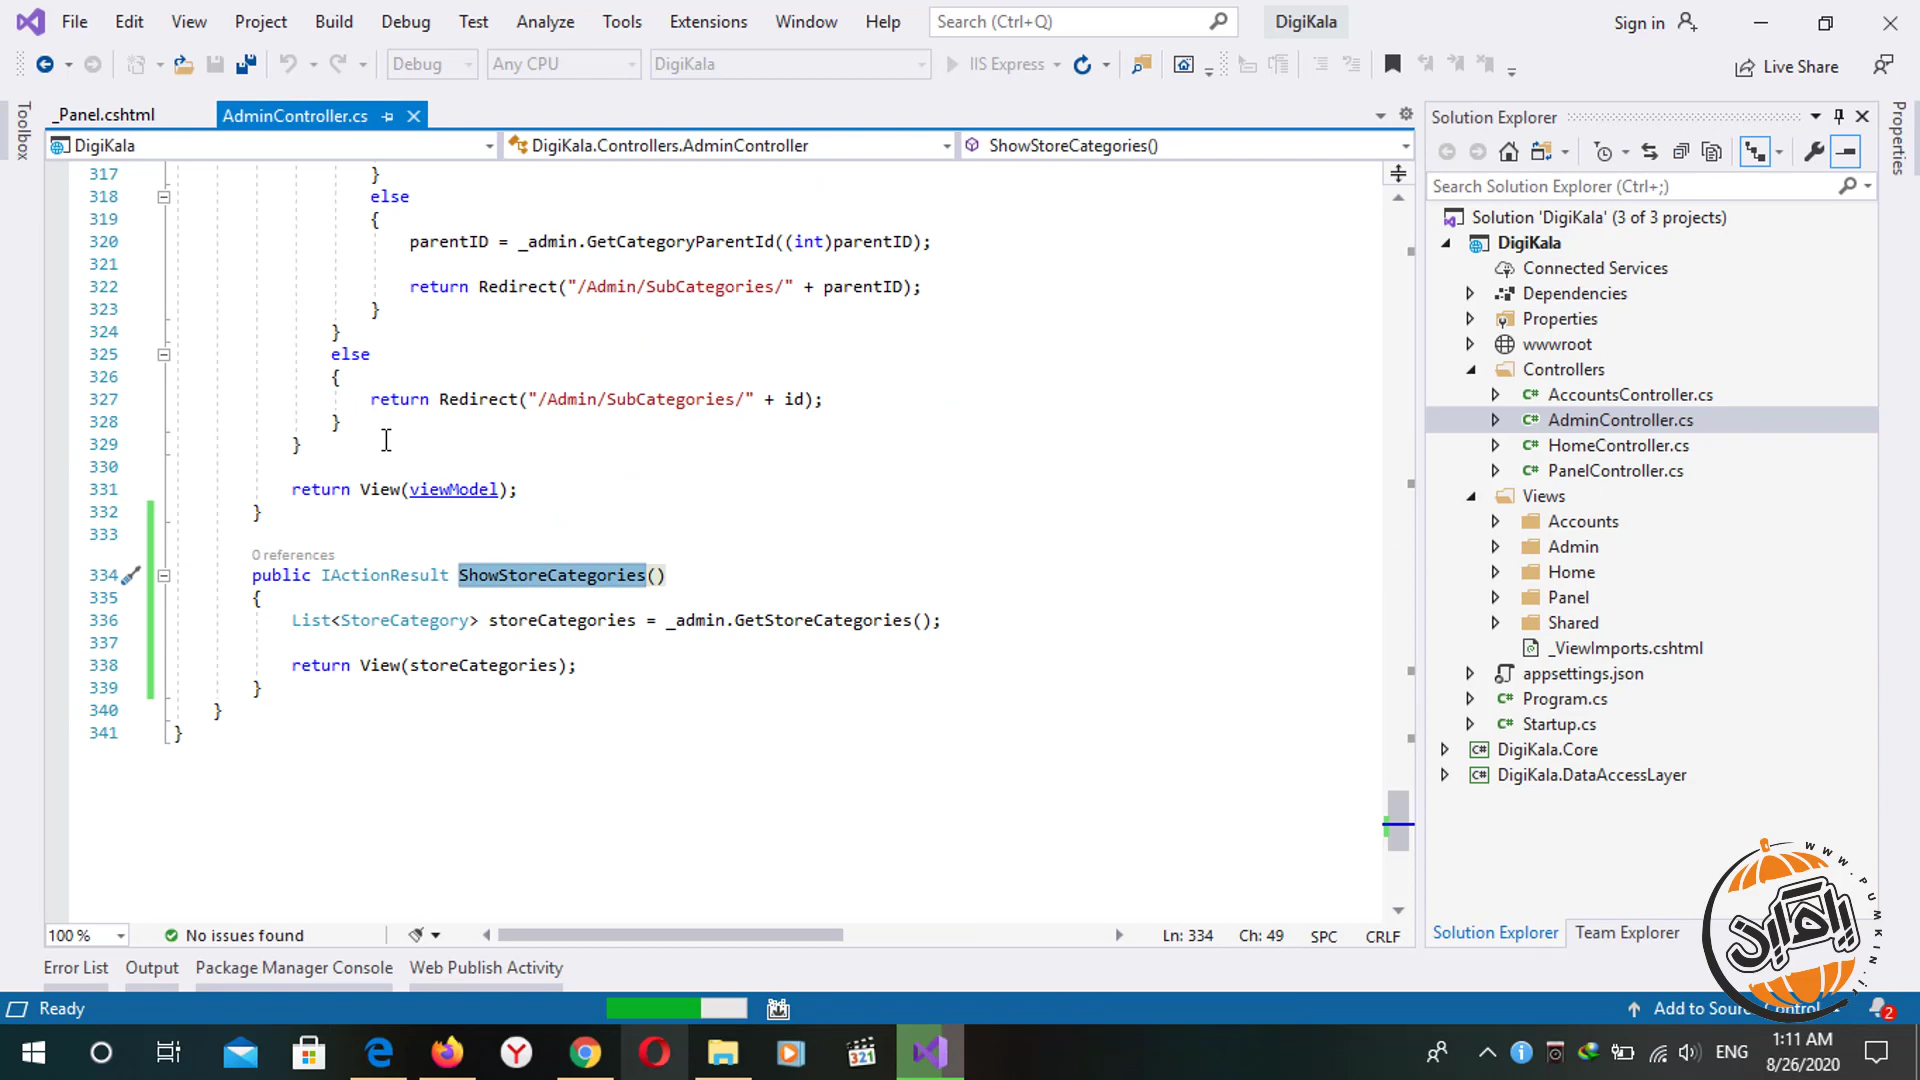 File Edit View Project Build Debug Test Analyze Tools Extensions Window Help Search (Ctrl+Q) DigiKala Sign in
Debug Any CPU DigiKala IIS Express Live Share
Toolbox
_Panel.cshtml AdminController.cs
DigiKala DigiKala.Controllers.AdminController ShowStoreCategories()
317 }
318 else
319 {
320 parentID = _admin.GetCategoryParentId((int)parentID);
321
322 return Redirect("/Admin/SubCategories/" + parentID);
323 }
324 }
325 else
326 {
327 return Redirect("/Admin/SubCategories/" + id);
328 }
329 }
330
331 return View(viewModel);
332 }
333
0 references
334 public IActionResult ShowStoreCategories()
335 {
336 List<StoreCategory> storeCategories = _admin.GetStoreCategories();
337
338 return View(storeCategories);
339 }
340 }
341 }
100 % No issues found Ln: 334 Ch: 49 SPC CRLF
Error List Output Package Manager Console Web Publish Activity
Solution Explorer
Search Solution Explorer (Ctrl+;)
Solution 'DigiKala' (3 of 3 projects)
DigiKala
Connected Services
Dependencies
Properties
wwwroot
Controllers
AccountsController.cs
AdminController.cs
HomeController.cs
PanelController.cs
Views
Accounts
Admin
Home
Panel
Shared
_ViewImports.cshtml
appsettings.json
Program.cs
Startup.cs
DigiKala.Core
DigiKala.DataAccessLayer
Solution Explorer Team Explorer
Properties
www.PUMKIN.ir
Ready Add to Source Control 2
321
ENG 1:11 AM
8/26/2020